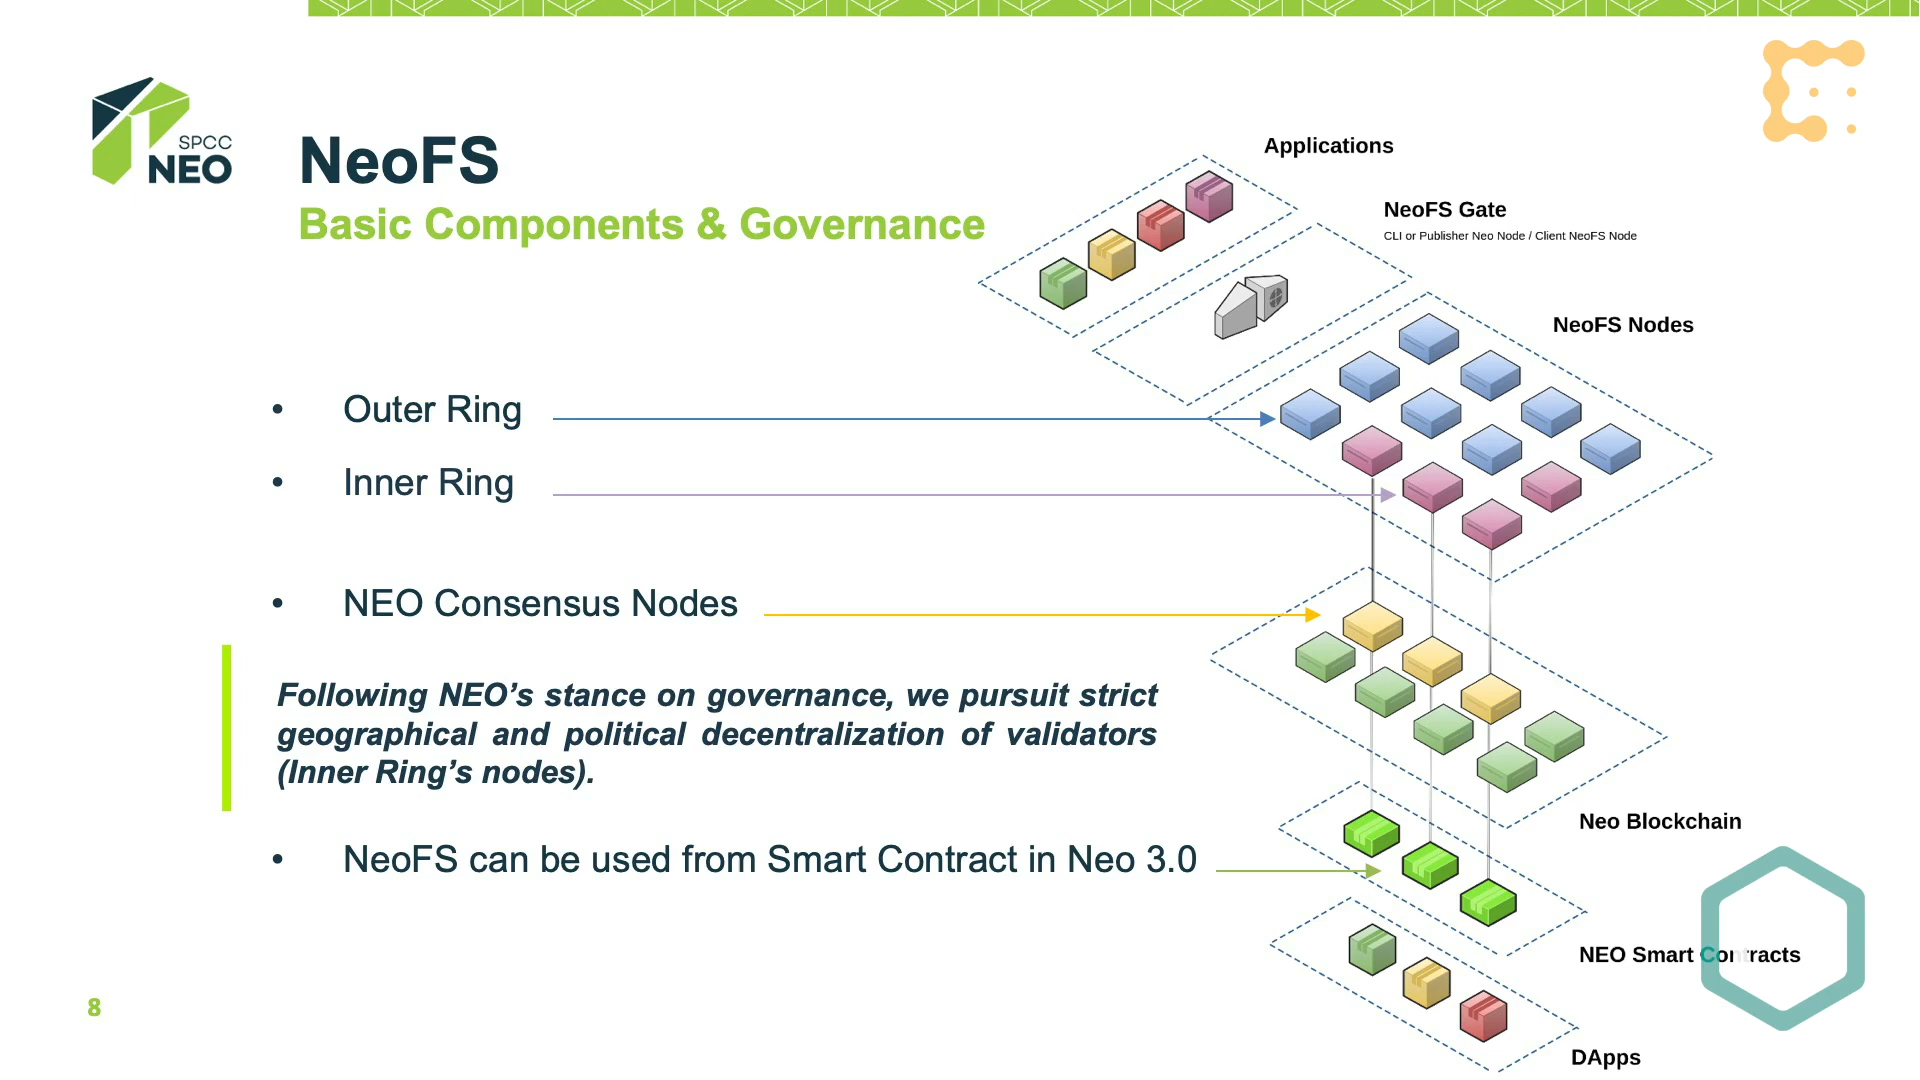 SPCC
NEO
NeoFS
Basic Components & Governance
Applications
NeoFS Gate
CLI or Publisher Neo Node / Client NeoFS Node
NeoFS Nodes
• Outer Ring
• Inner Ring
• NEO Consensus Nodes
Following NEO’s stance on governance, we pursuit strict
geographical and political decentralization of validators
(Inner Ring’s nodes).
Neo Blockchain
• NeoFS can be used from Smart Contract in Neo 3.0
NEO Smart Contracts
8
DApps